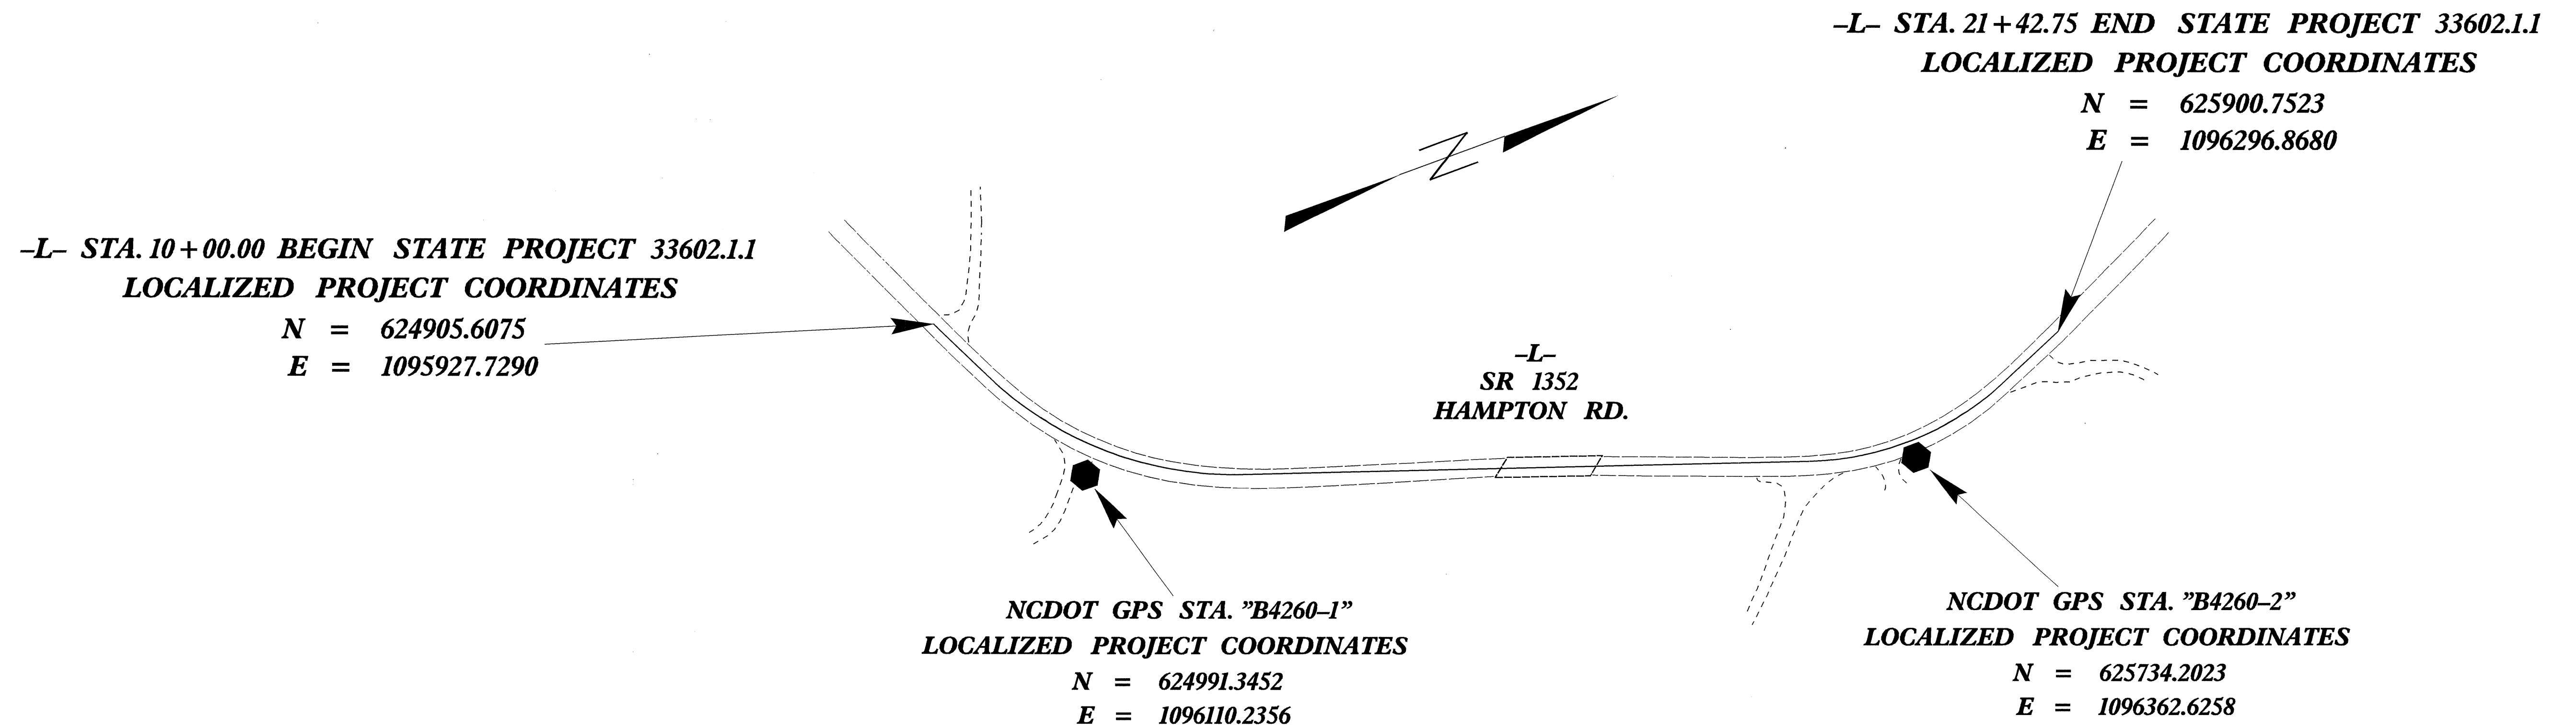 –L– STA. 21+42.75 END STATE PROJECT 33602.1.1
LOCALIZED PROJECT COORDINATES
N = 625900.7523
E = 1096296.8680
–L– STA. 10+00.00 BEGIN STATE PROJECT 33602.1.1
LOCALIZED PROJECT COORDINATES
N = 624905.6075
E = 1095927.7290
–L–
SR 1352
HAMPTON RD.
NCDOT GPS STA. ”B4260–1”
LOCALIZED PROJECT COORDINATES
N = 624991.3452
E = 1096110.2356
NCDOT GPS STA. ”B4260–2”
LOCALIZED PROJECT COORDINATES
N = 625734.2023
E = 1096362.6258